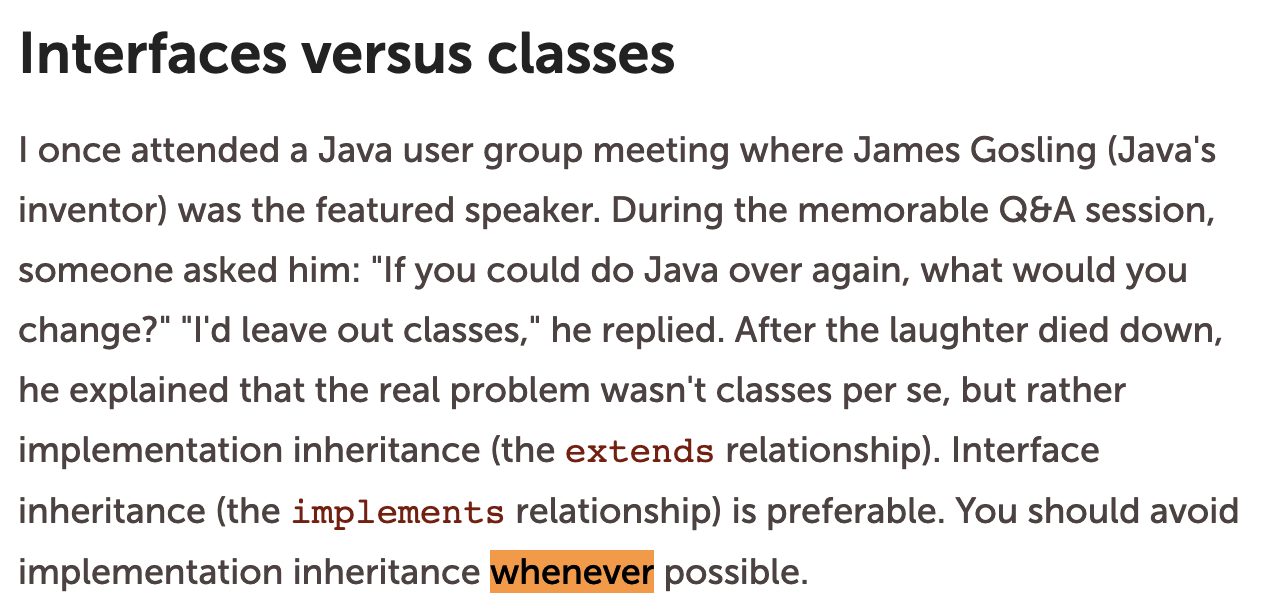 Interfaces versus classes
I once attended a Java user group meeting where James Gosling (Java's
inventor) was the featured speaker. During the memorable Q&A session,
someone asked him: "If you could do Java over again, what would you
change?" "I'd leave out classes," he replied. After the laughter died down,
he explained that the real problem wasn't classes per se, but rather
implementation inheritance (the extends relationship). Interface
inheritance (the implements relationship) is preferable. You should avoid
implementation inheritance whenever possible.